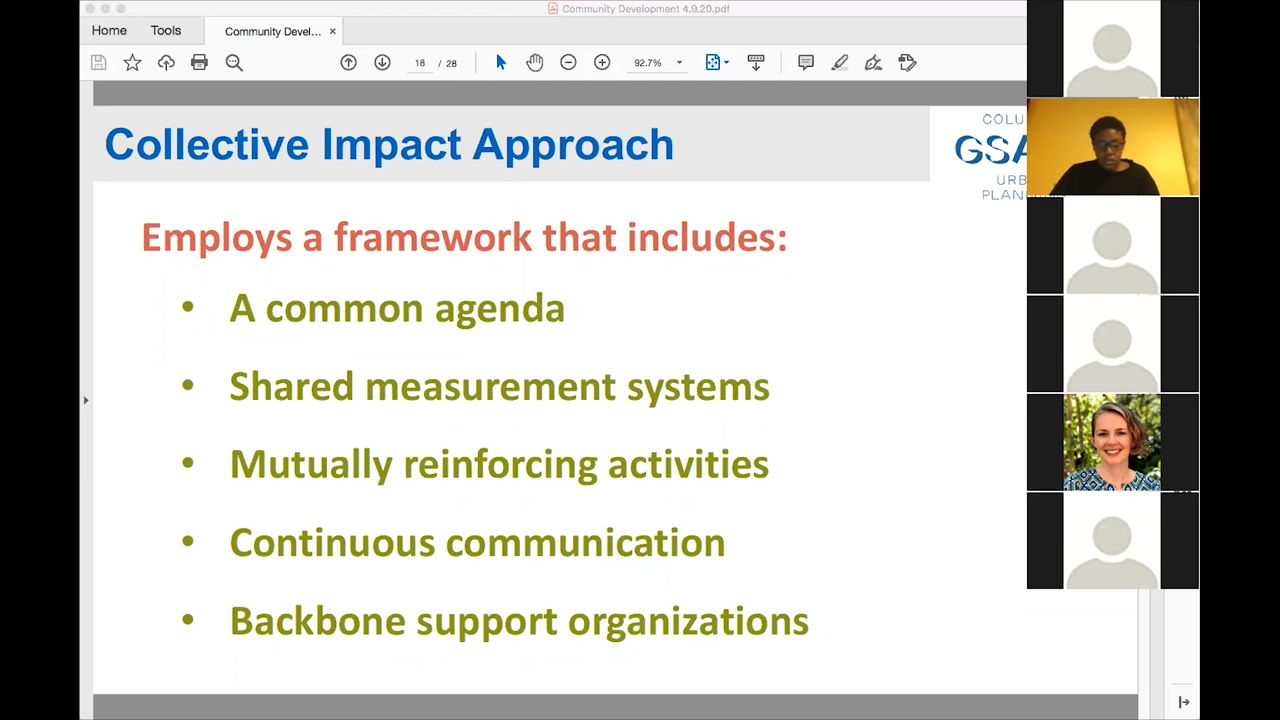 Community Development 4.9.20.pdf
Home Tools Community Devel... ×
18 / 28 92.7%
Collective Impact Approach
COLU
GSA
URB
PLAN
Employs a framework that includes:
• A common agenda
• Shared measurement systems
• Mutually reinforcing activities
• Continuous communication
• Backbone support organizations